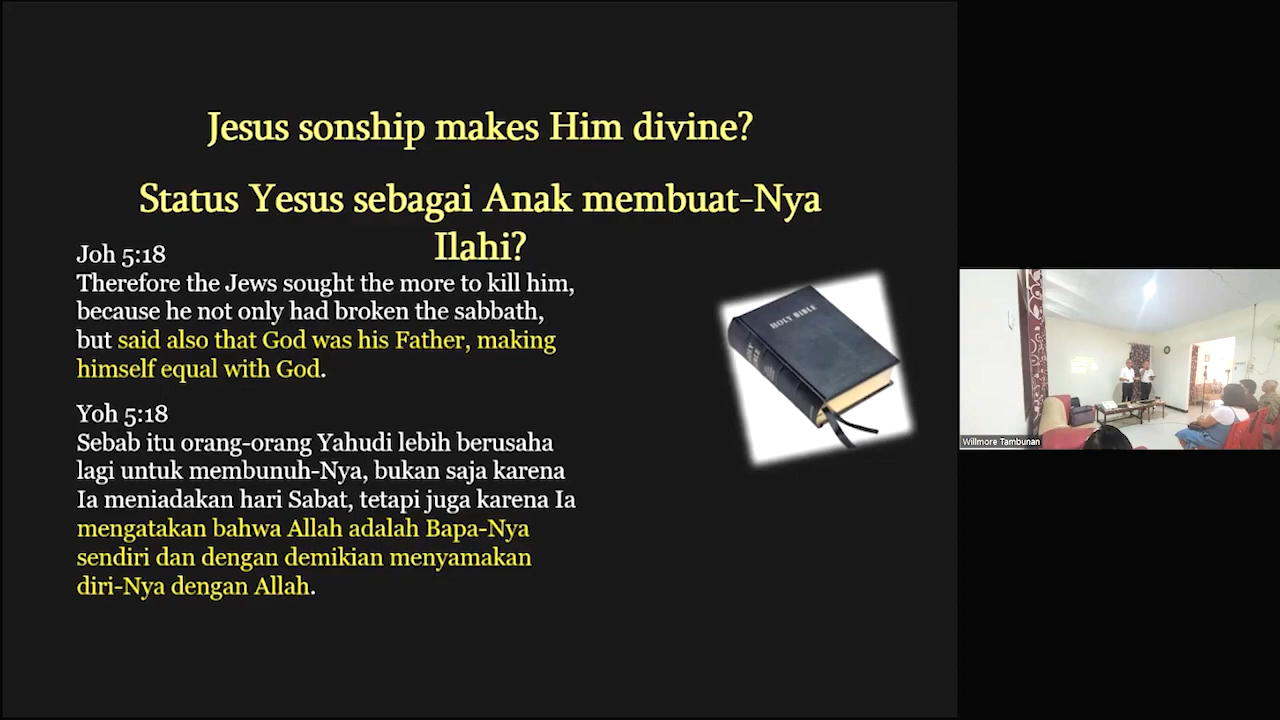 Jesus sonship makes Him divine?
Status Yesus sebagai Anak membuat-Nya
Ilahi?
Joh 5:18
Therefore the Jews sought the more to kill him,
because he not only had broken the sabbath,
but said also that God was his Father, making
himself equal with God.
Yoh 5:18
Sebab itu orang-orang Yahudi lebih berusaha
lagi untuk membunuh-Nya, bukan saja karena
Ia meniadakan hari Sabat, tetapi juga karena Ia
mengatakan bahwa Allah adalah Bapa-Nya
sendiri dan dengan demikian menyamakan
diri-Nya dengan Allah.
HOLY BIBLE
Willmore Tambunan